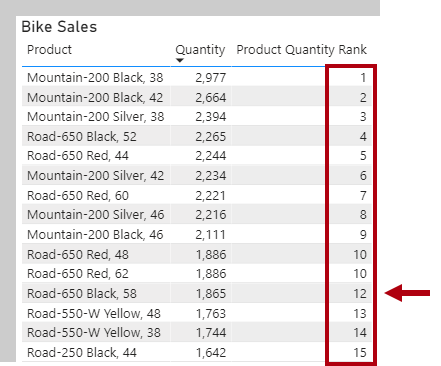 Bike Sales
Product Quantity Product Quantity Rank
Mountain-200 Black, 38 2,977 1
Mountain-200 Black, 42 2,664 2
Mountain-200 Silver, 38 2,394 3
Road-650 Black, 52 2,265 4
Road-650 Red, 44 2,244 5
Mountain-200 Silver, 42 2,234 6
Road-650 Red, 60 2,221 7
Mountain-200 Silver, 46 2,216 8
Mountain-200 Black, 46 2,111 9
Road-650 Red, 48 1,886 10
Road-650 Red, 62 1,886 10
Road-650 Black, 58 1,865 12
Road-550-W Yellow, 48 1,763 13
Road-550-W Yellow, 38 1,744 14
Road-250 Black, 44 1,642 15